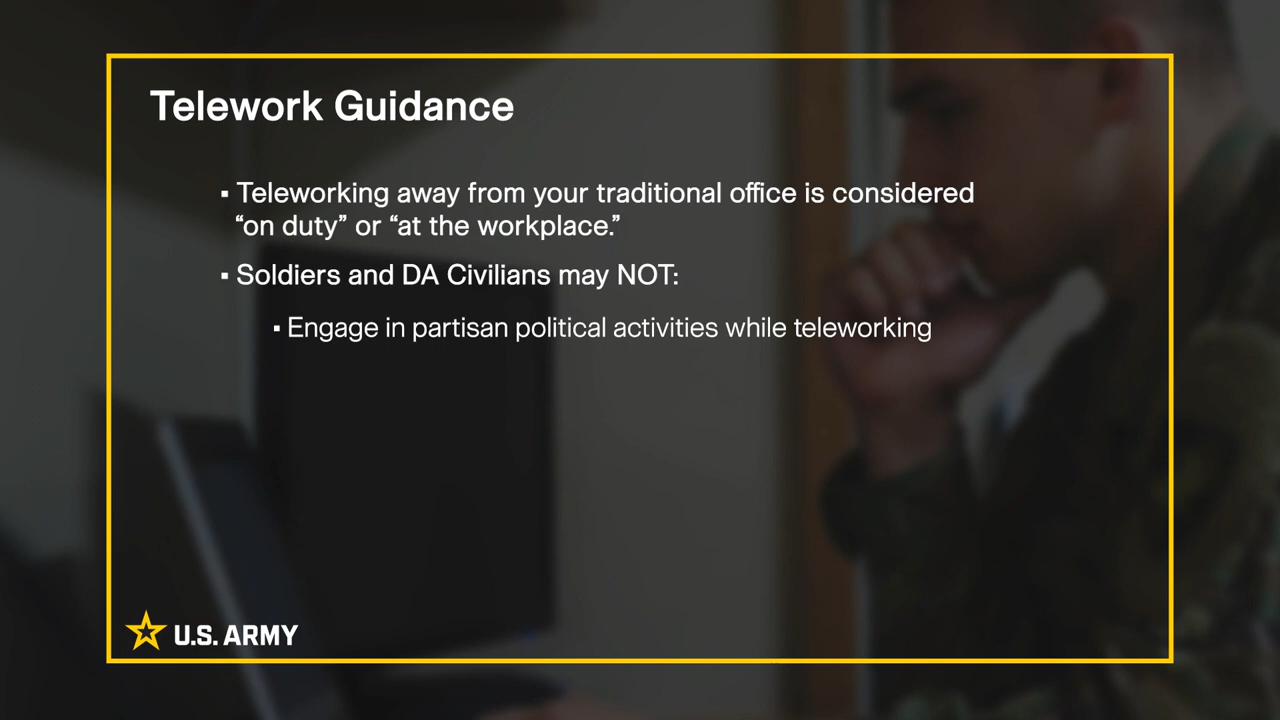 Telework Guidance
▪ Teleworking away from your traditional office is considered
“on duty” or “at the workplace.”
▪ Soldiers and DA Civilians may NOT:
▪ Engage in partisan political activities while teleworking
U.S. ARMY